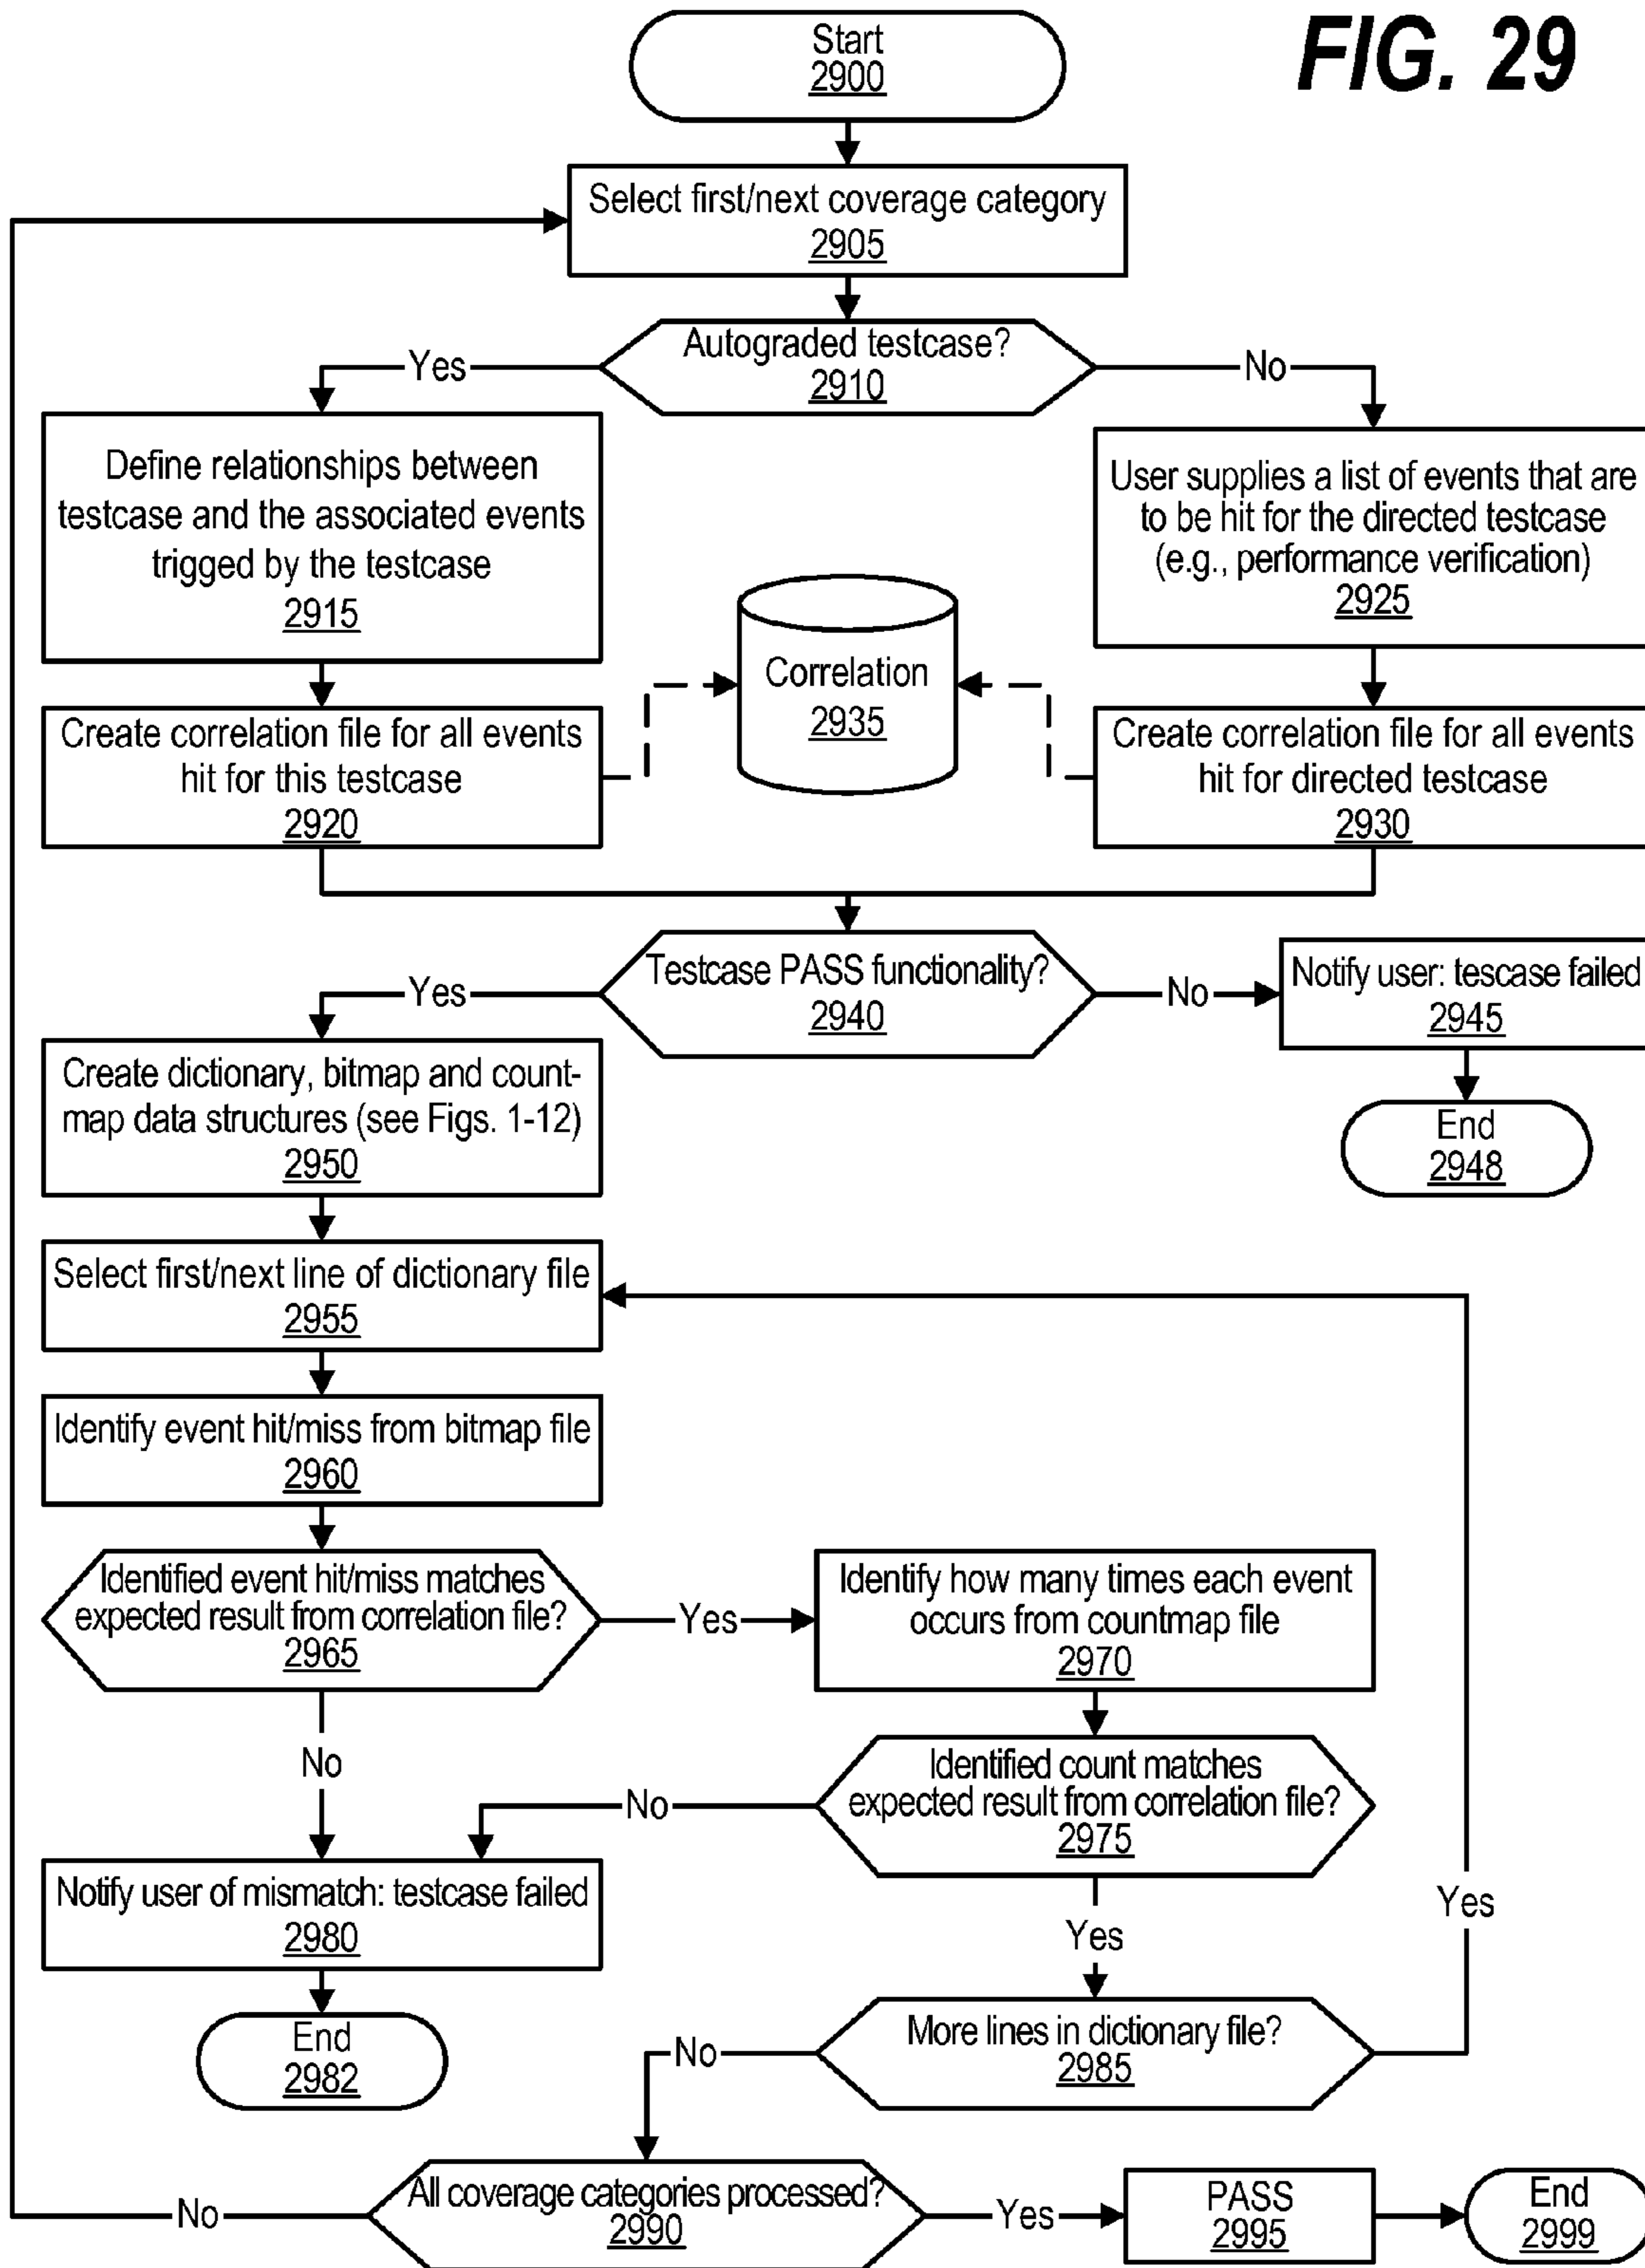 FIG. 29
Start
2900
Select first/next coverage category
2905
Autograded testcase?
2910
Yes
No
Define relationships between
testcase and the associated events
trigged by the testcase
2915
User supplies a list of events that are
to be hit for the directed testcase
(e.g., performance verification)
2925
Correlation
2935
Create correlation file for all events
hit for this testcase
2920
Create correlation file for all events
hit for directed testcase
2930
Testcase PASS functionality?
2940
Yes
No
Notify user: tescase failed
2945
End
2948
Create dictionary, bitmap and count-
map data structures (see Figs. 1-12)
2950
Select first/next line of dictionary file
2955
Identify event hit/miss from bitmap file
2960
Identified event hit/miss matches
expected result from correlation file?
2965
Yes
Identify how many times each event
occurs from countmap file
2970
No
Identified count matches
expected result from correlation file?
2975
No
Yes
Yes
Notify user of mismatch: testcase failed
2980
End
2982
More lines in dictionary file?
2985
No
All coverage categories processed?
2990
No
Yes
PASS
2995
End
2999